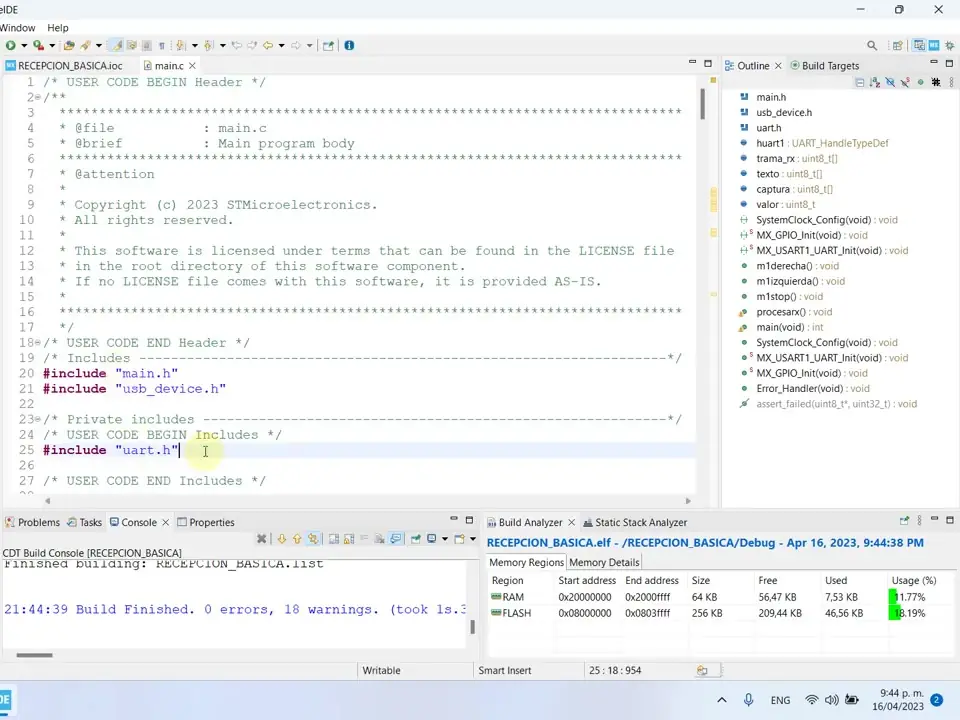 eIDE
Window Help
RECEPCION_BASICA.ioc
main.c
1 /* USER CODE BEGIN Header */
2 /**
3 ******************************************************************************
4 * @file : main.c
5 * @brief : Main program body
6 ******************************************************************************
7 * @attention
8 *
9 * Copyright (c) 2023 STMicroelectronics.
10 * All rights reserved.
11 *
12 * This software is licensed under terms that can be found in the LICENSE file
13 * in the root directory of this software component.
14 * If no LICENSE file comes with this software, it is provided AS-IS.
15 *
16 ******************************************************************************
17 */
18 /* USER CODE END Header */
19 /* Includes ------------------------------------------------------------------*/
20 #include "main.h"
21 #include "usb_device.h"
22
23 /* Private includes ----------------------------------------------------------*/
24 /* USER CODE BEGIN Includes */
25 #include "uart.h"
26
27 /* USER CODE END Includes */
Outline Build Targets
main.h
usb_device.h
uart.h
huart1 : UART_HandleTypeDef
trama_rx : uint8_t[]
texto : uint8_t[]
captura : uint8_t[]
valor : uint8_t
SystemClock_Config(void) : void
MX_GPIO_Init(void) : void
MX_USART1_UART_Init(void) : void
m1derecha() : void
m1izquierda() : void
m1stop() : void
procesarx() : void
main(void) : int
SystemClock_Config(void) : void
MX_USART1_UART_Init(void) : void
MX_GPIO_Init(void) : void
Error_Handler(void) : void
assert_failed(uint8_t*, uint32_t) : void
Problems Tasks Console Properties
CDT Build Console [RECEPCION_BASICA]
Finished building: RECEPCION_BASICA.list
21:44:39 Build Finished. 0 errors, 18 warnings. (took 1s.3
Build Analyzer Static Stack Analyzer
RECEPCION_BASICA.elf - /RECEPCION_BASICA/Debug - Apr 16, 2023, 9:44:38 PM
Memory Regions Memory Details
Region Start address End address Size Free Used Usage (%)
RAM 0x20000000 0x2000ffff 64 KB 56,47 KB 7,53 KB 11.77%
FLASH 0x08000000 0x0803ffff 256 KB 209,44 KB 46,56 KB 18.19%
Writable Smart Insert 25 : 18 : 954
DE
ENG
9:44 p. m.
16/04/2023
2